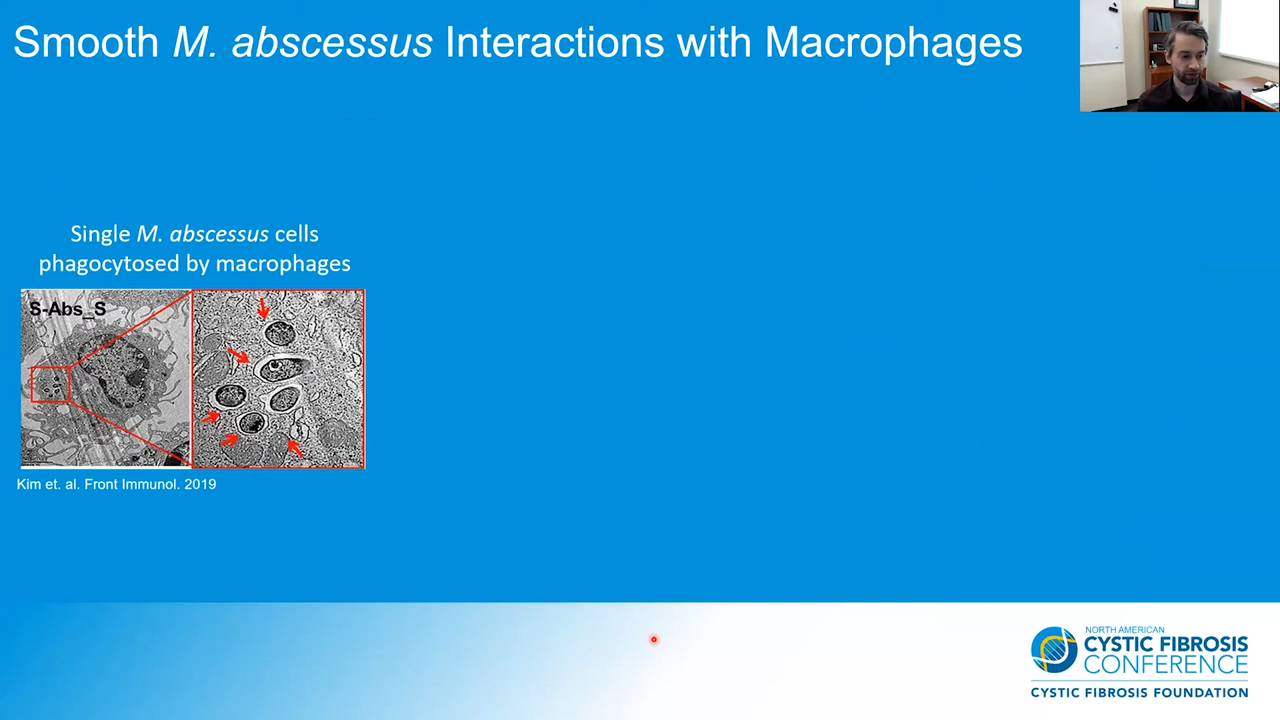 Smooth M. abscessus Interactions with Macrophages
Single M. abscessus cells
phagocytosed by macrophages
S-Abs_S
Kim et. al. Front Immunol. 2019
NORTH AMERICAN
CYSTIC FIBROSIS
CONFERENCE
CYSTIC FIBROSIS FOUNDATION